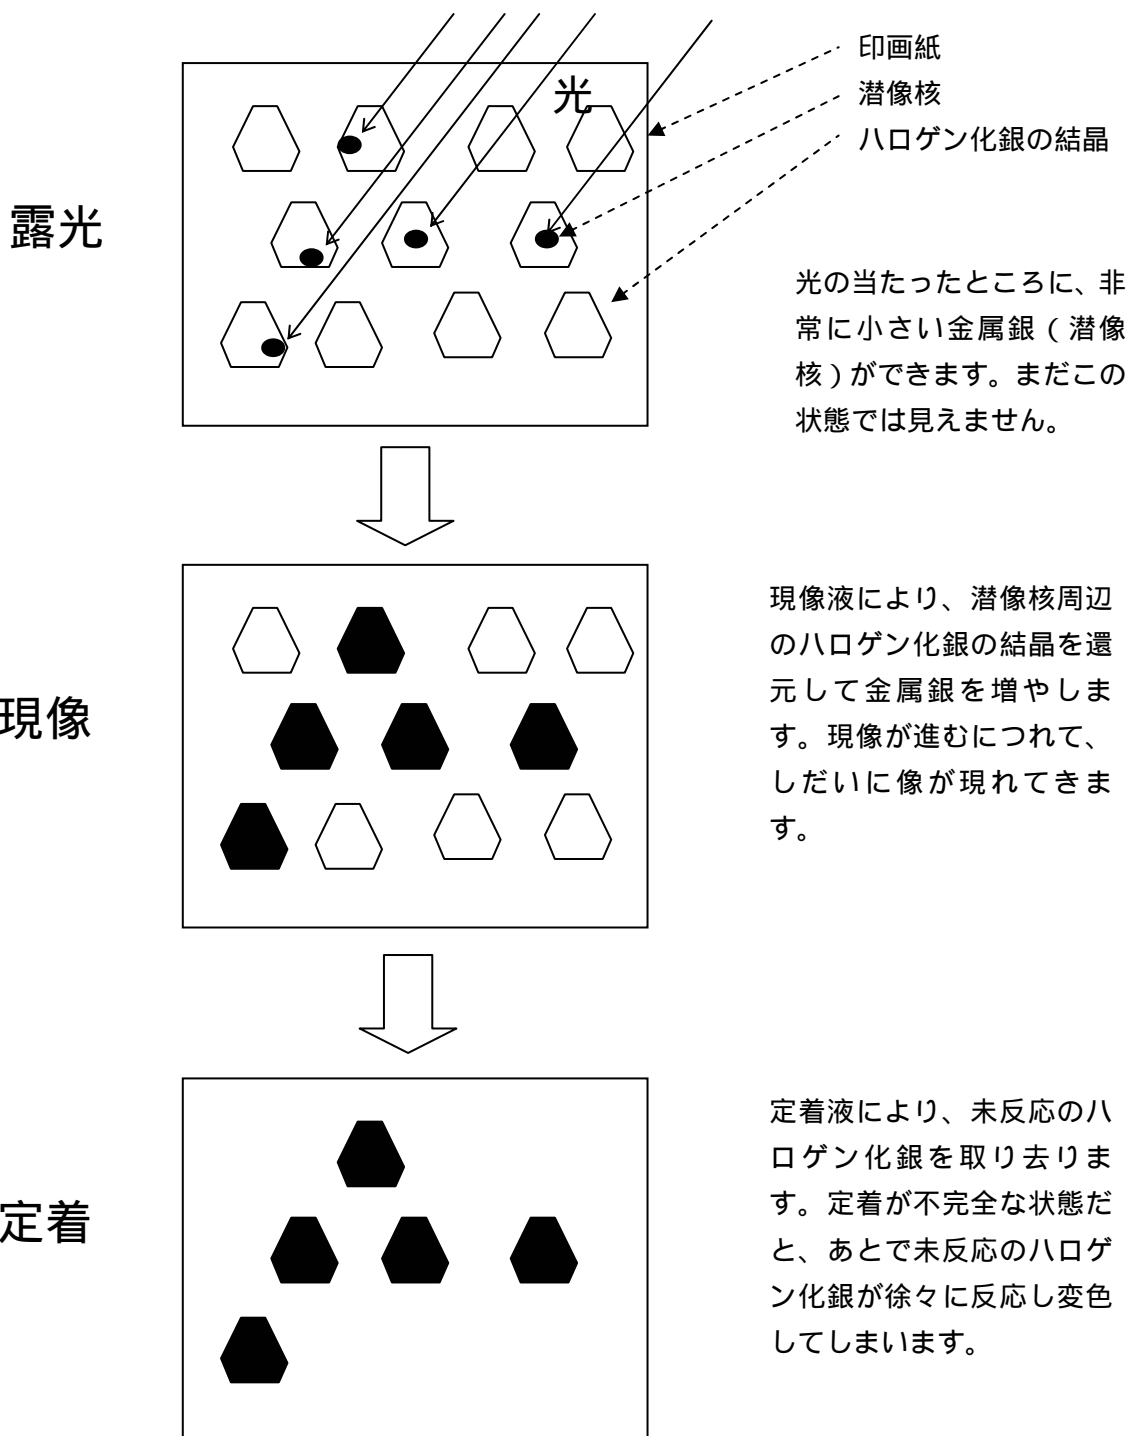 光
印画紙
潜像核
ハロゲン化銀の結晶
露光
光の当たったところに、非
常に小さい金属銀（潜像
核）ができます。まだこの
状態では見えません。
現像
現像液により、潜像核周辺
のハロゲン化銀の結晶を還
元して金属銀を増やしま
す。現像が進むにつれて、
しだいに像が現れてきま
す。
定着
定着液により、未反応のハ
ロゲン化銀を取り去りま
す。定着が不完全な状態だ
と、あとで未反応のハロゲ
ン化銀が徐々に反応し変色
してしまいます。